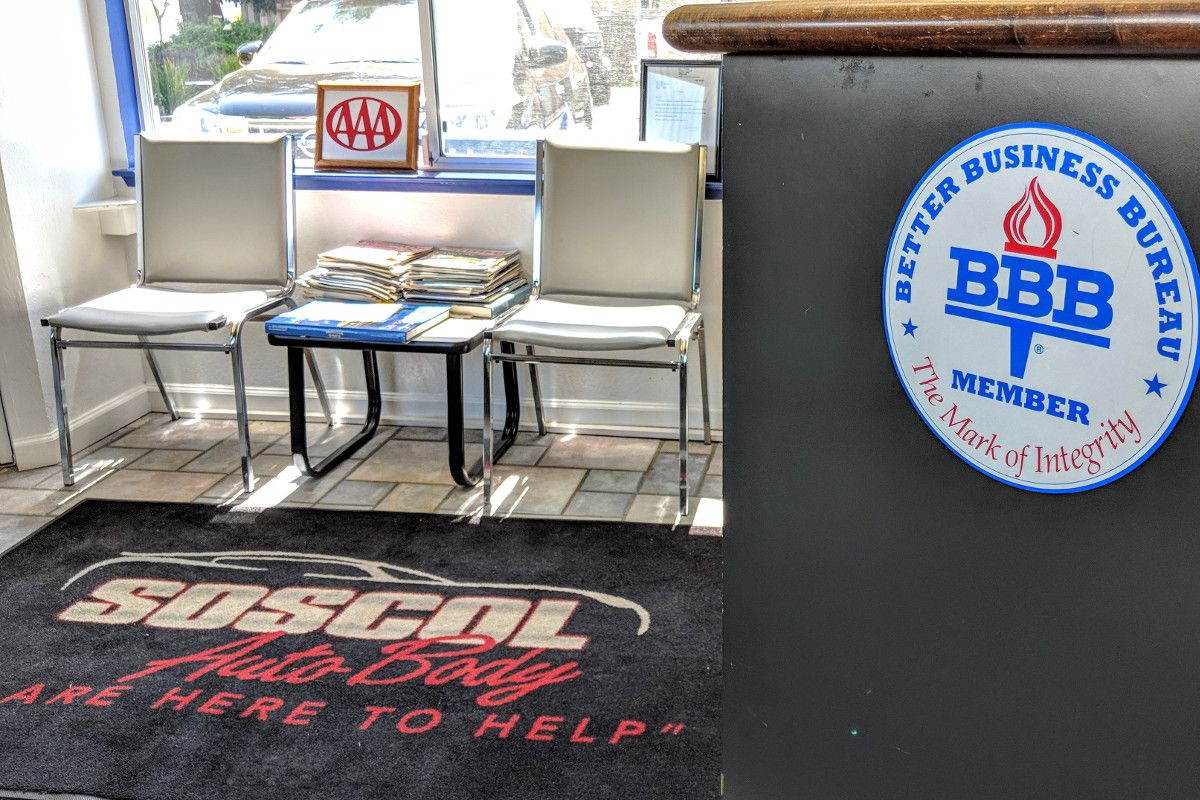 AAA
BETTER BUSINESS BUREAU
BBB
®
MEMBER
The Mark of Integrity
SOSCOL
Auto Body
ARE HERE TO HELP"